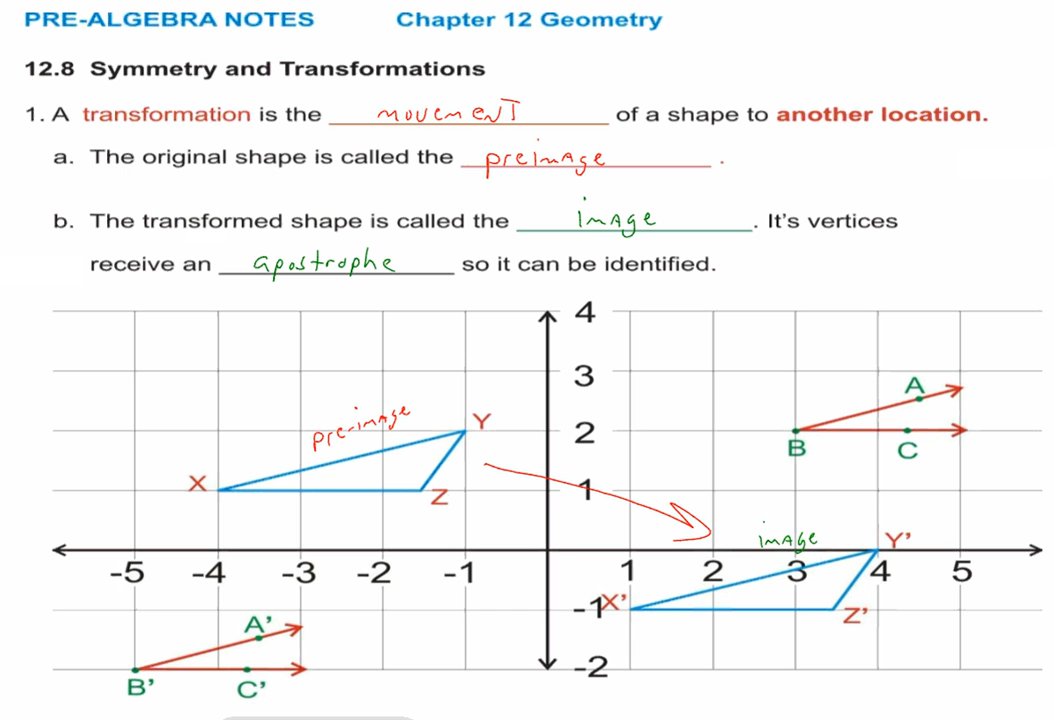 PRE-ALGEBRA NOTES Chapter 12 Geometry
12.8 Symmetry and Transformations
1. A transformation is the movement of a shape to another location.
a. The original shape is called the preimage .
b. The transformed shape is called the image . It's vertices
receive an apostrophe so it can be identified.
4
3
A
pre-image Y 2 B C
X Z 1
image Y'
-5 -4 -3 -2 -1 1 2 3 4 5
-1 X' Z'
A'
-2
B' C'